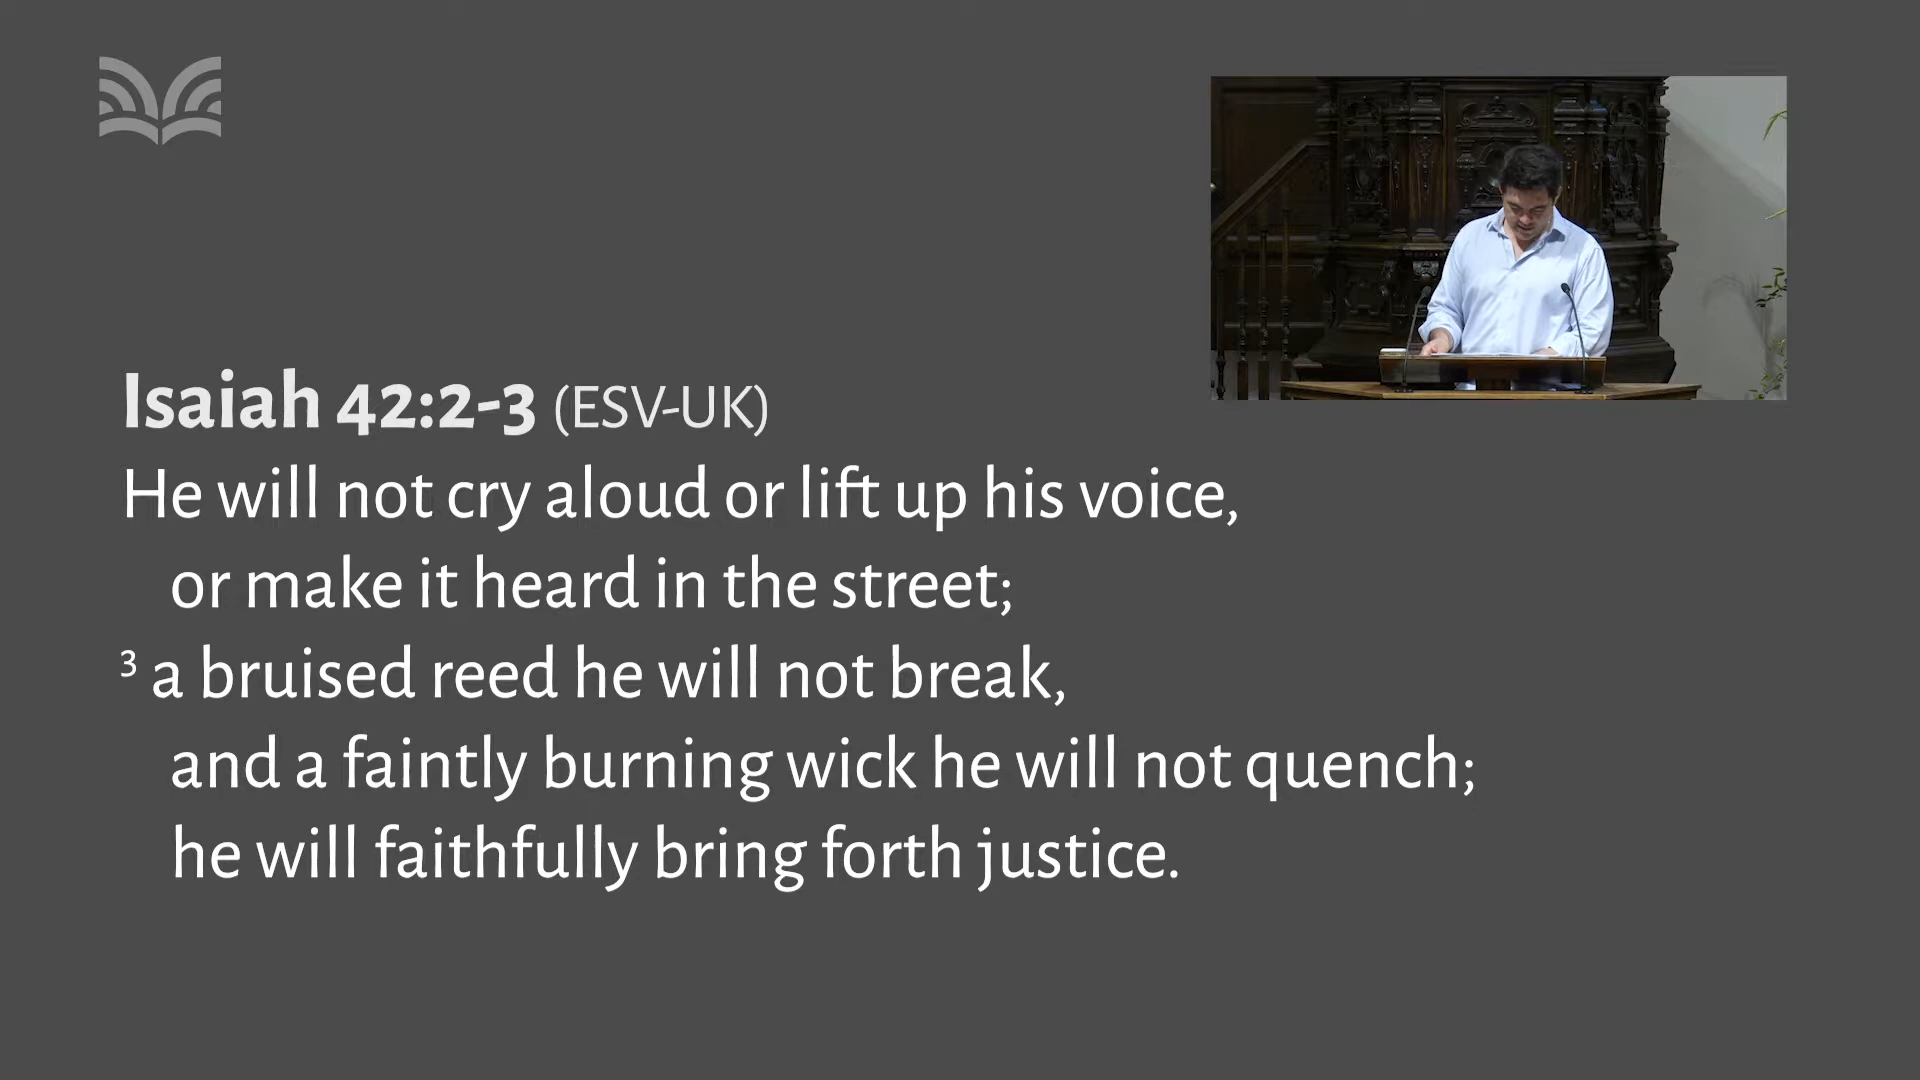 Isaiah 42:2-3 (ESV-UK)
He will not cry aloud or lift up his voice,
or make it heard in the street;
³ a bruised reed he will not break,
and a faintly burning wick he will not quench;
he will faithfully bring forth justice.